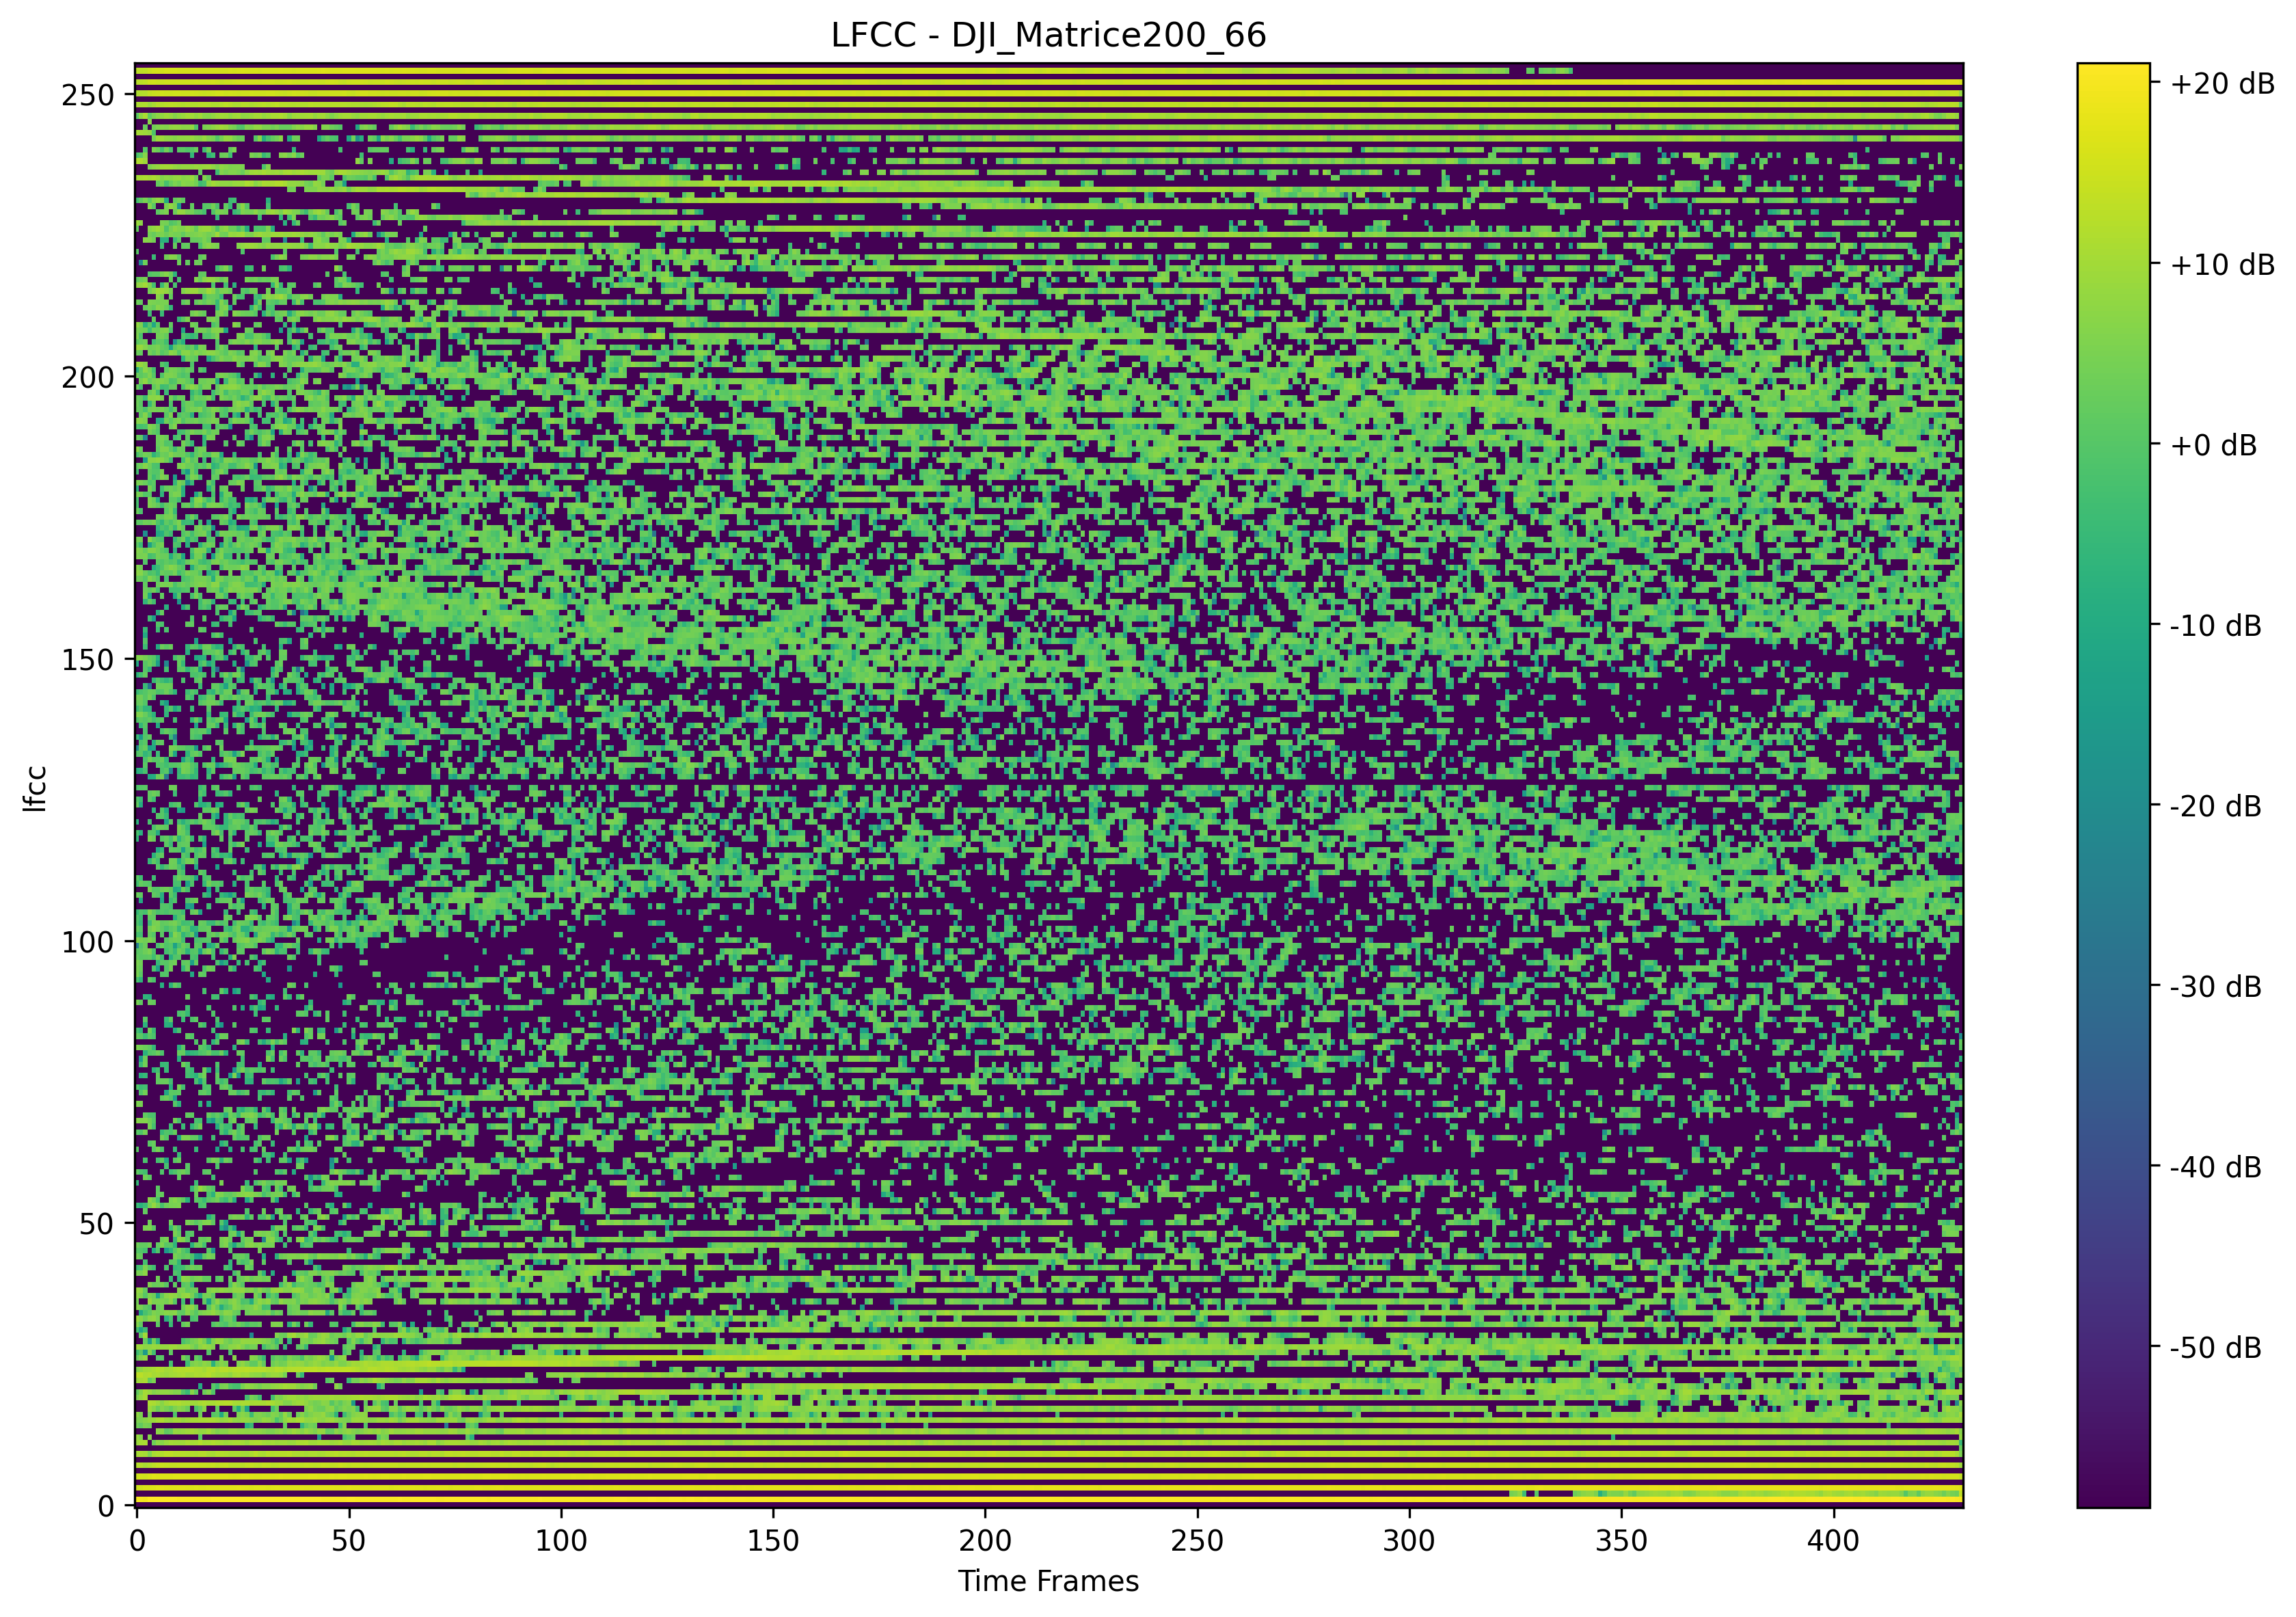 LFCC - DJI_Matrice200_66
250
200
150
100
50
0
lfcc
0 50 100 150 200 250 300 350 400
Time Frames
+20 dB
+10 dB
+0 dB
-10 dB
-20 dB
-30 dB
-40 dB
-50 dB